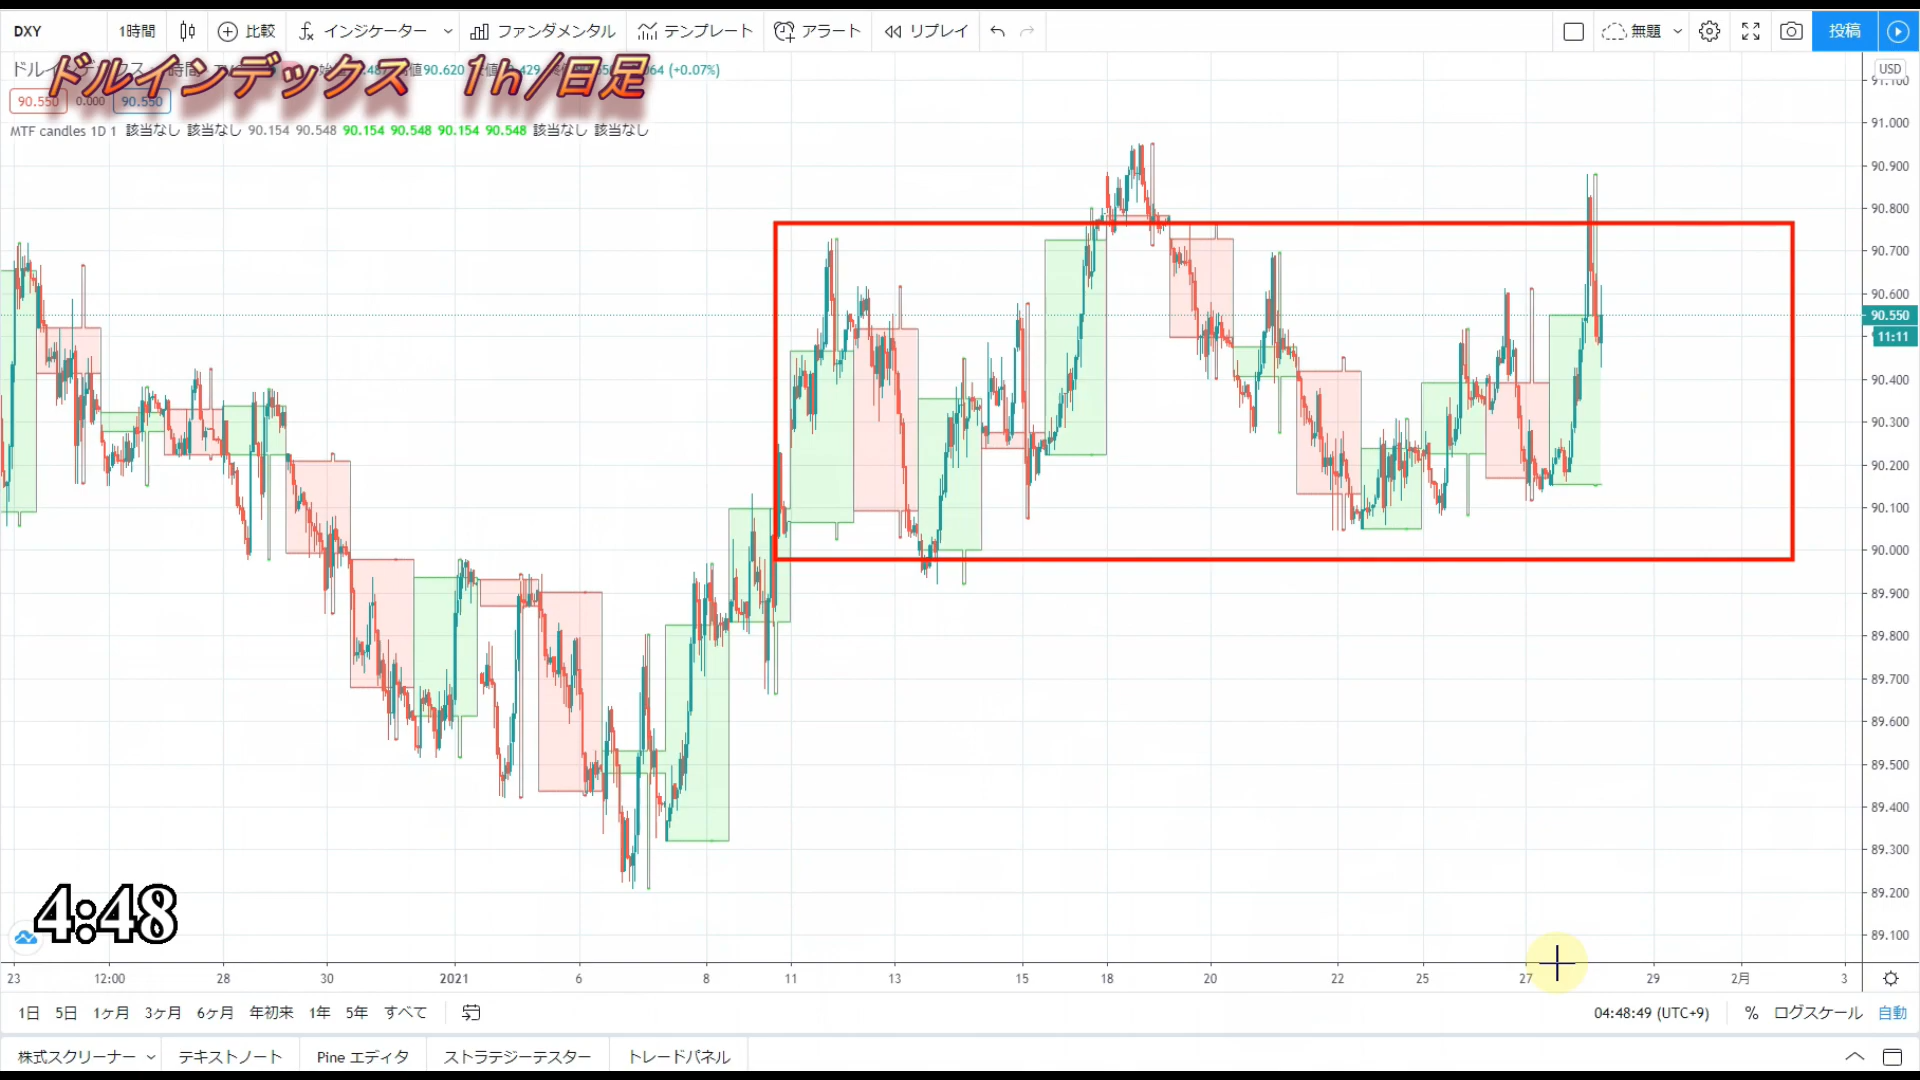 DXY 1時間 比較 インジケーター ファンダメンタル テンプレート アラート リプレイ 無題 投稿
ドルインデックス 1h/日足
90.620 429 064 (+0.07%) USD
90.550 0.000 90.550
MTF candles 1D 1 該当なし 該当なし 90.154 90.548 90.154 90.548 90.154 90.548 該当なし 該当なし
91.100
91.000
90.900
90.800
90.700
90.600
90.550
11:11
90.400
90.300
90.200
90.100
90.000
89.900
89.800
89.700
89.600
89.500
89.400
89.300
89.200
89.100
4:48
23 12:00 28 30 2021 6 8 11 13 15 18 20 22 25 27 29 2月 3
1日 5日 1ヶ月 3ヶ月 6ヶ月 年初来 1年 5年 すべて 04:48:49 (UTC+9) % ログスケール 自動
株式スクリーナー テキストノート Pine エディタ ストラテジーテスター トレードパネル